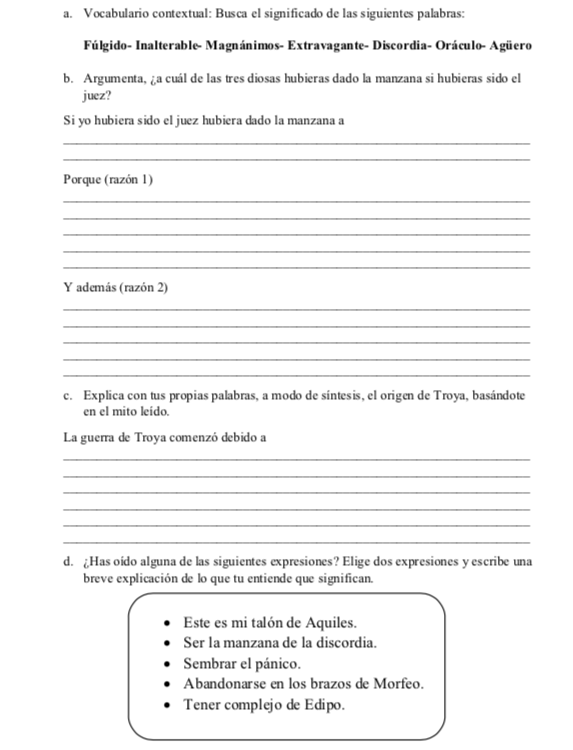 a. Vocabulario contextual: Busca el significado de las siguientes palabras:
Fúlgido- Inalterable- Magnánimos- Extravagante- Discordia- Oráculo- Agüero
b. Argumenta, ¿a cuál de las tres diosas hubieras dado la manzana si hubieras sido el
juez?
Si yo hubiera sido el juez hubiera dado la manzana a
Porque (razón 1)
Y además (razón 2)
c. Explica con tus propias palabras, a modo de síntesis, el origen de Troya, basándote
en el mito leído.
La guerra de Troya comenzó debido a
d. ¿Has oído alguna de las siguientes expresiones? Elige dos expresiones y escribe una
breve explicación de lo que tu entiende que significan.
• Este es mi talón de Aquiles.
• Ser la manzana de la discordia.
• Sembrar el pánico.
• Abandonarse en los brazos de Morfeo.
• Tener complejo de Edipo.